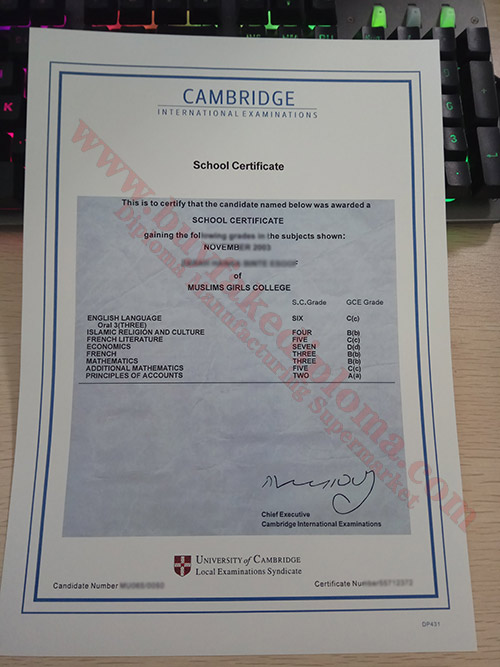 CAMBRIDGE
INTERNATIONAL EXAMINATIONS
School Certificate
This is to certify that the candidate named below was awarded a
SCHOOL CERTIFICATE
gaining the following grades in the subjects shown:
NOVEMBER 2003
of
MUSLIMS GIRLS COLLEGE
S.C.Grade GCE Grade
ENGLISH LANGUAGE SIX C(c)
Oral 3(THREE)
ISLAMIC RELIGION AND CULTURE FOUR B(b)
FRENCH LITERATURE FIVE C(c)
ECONOMICS SEVEN D(d)
FRENCH THREE B(b)
MATHEMATICS THREE B(b)
ADDITIONAL MATHEMATICS FIVE C(c)
PRINCIPLES OF ACCOUNTS TWO A(a)
Chief Executive
Cambridge International Examinations
UNIVERSITY of CAMBRIDGE
Local Examinations Syndicate
Candidate Number
Certificate Number
DP431
Diploma Manufacturing Supermarket